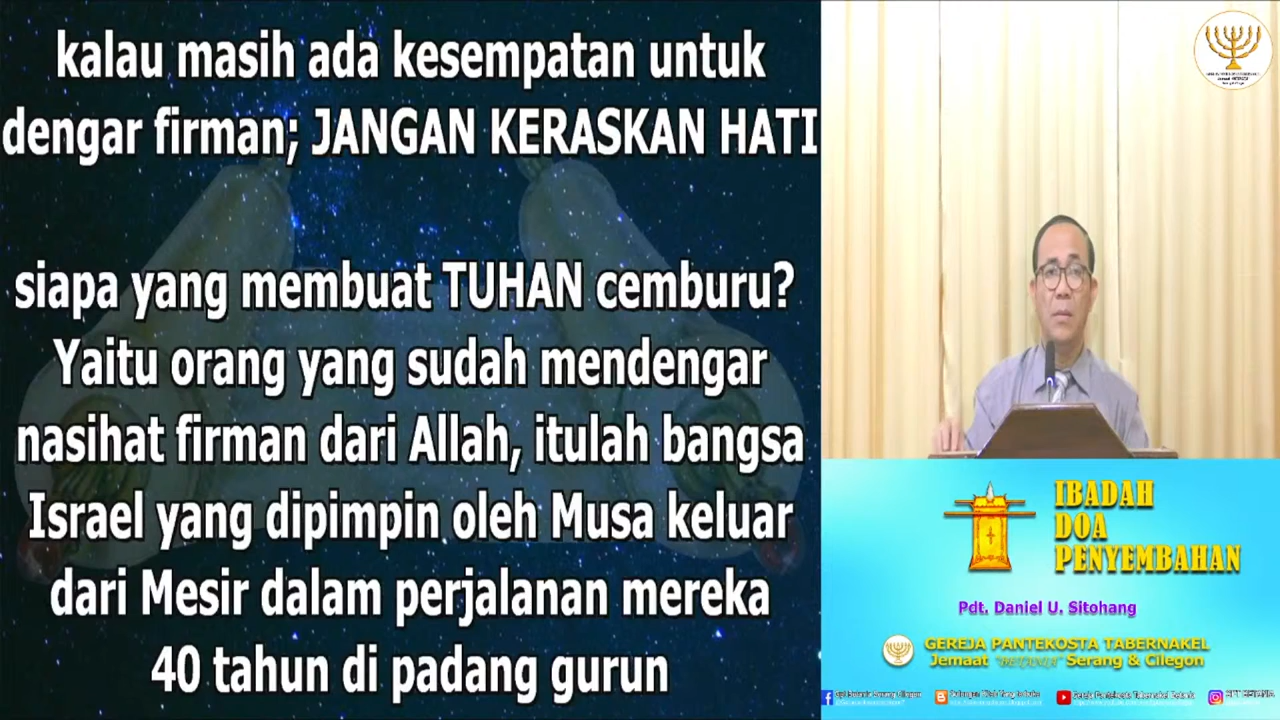 kalau masih ada kesempatan untuk
dengar firman; JANGAN KERASKAN HATI
siapa yang membuat TUHAN cemburu?
Yaitu orang yang sudah mendengar
nasihat firman dari Allah, itulah bangsa
Israel yang dipimpin oleh Musa keluar
dari Mesir dalam perjalanan mereka
40 tahun di padang gurun
IBADAH
DOA
PENYEMBAHAN
Pdt. Daniel U. Sitohang
GEREJA PANTEKOSTA TABERNAKEL
Jemaat "BETANIA" Serang & Cilegon